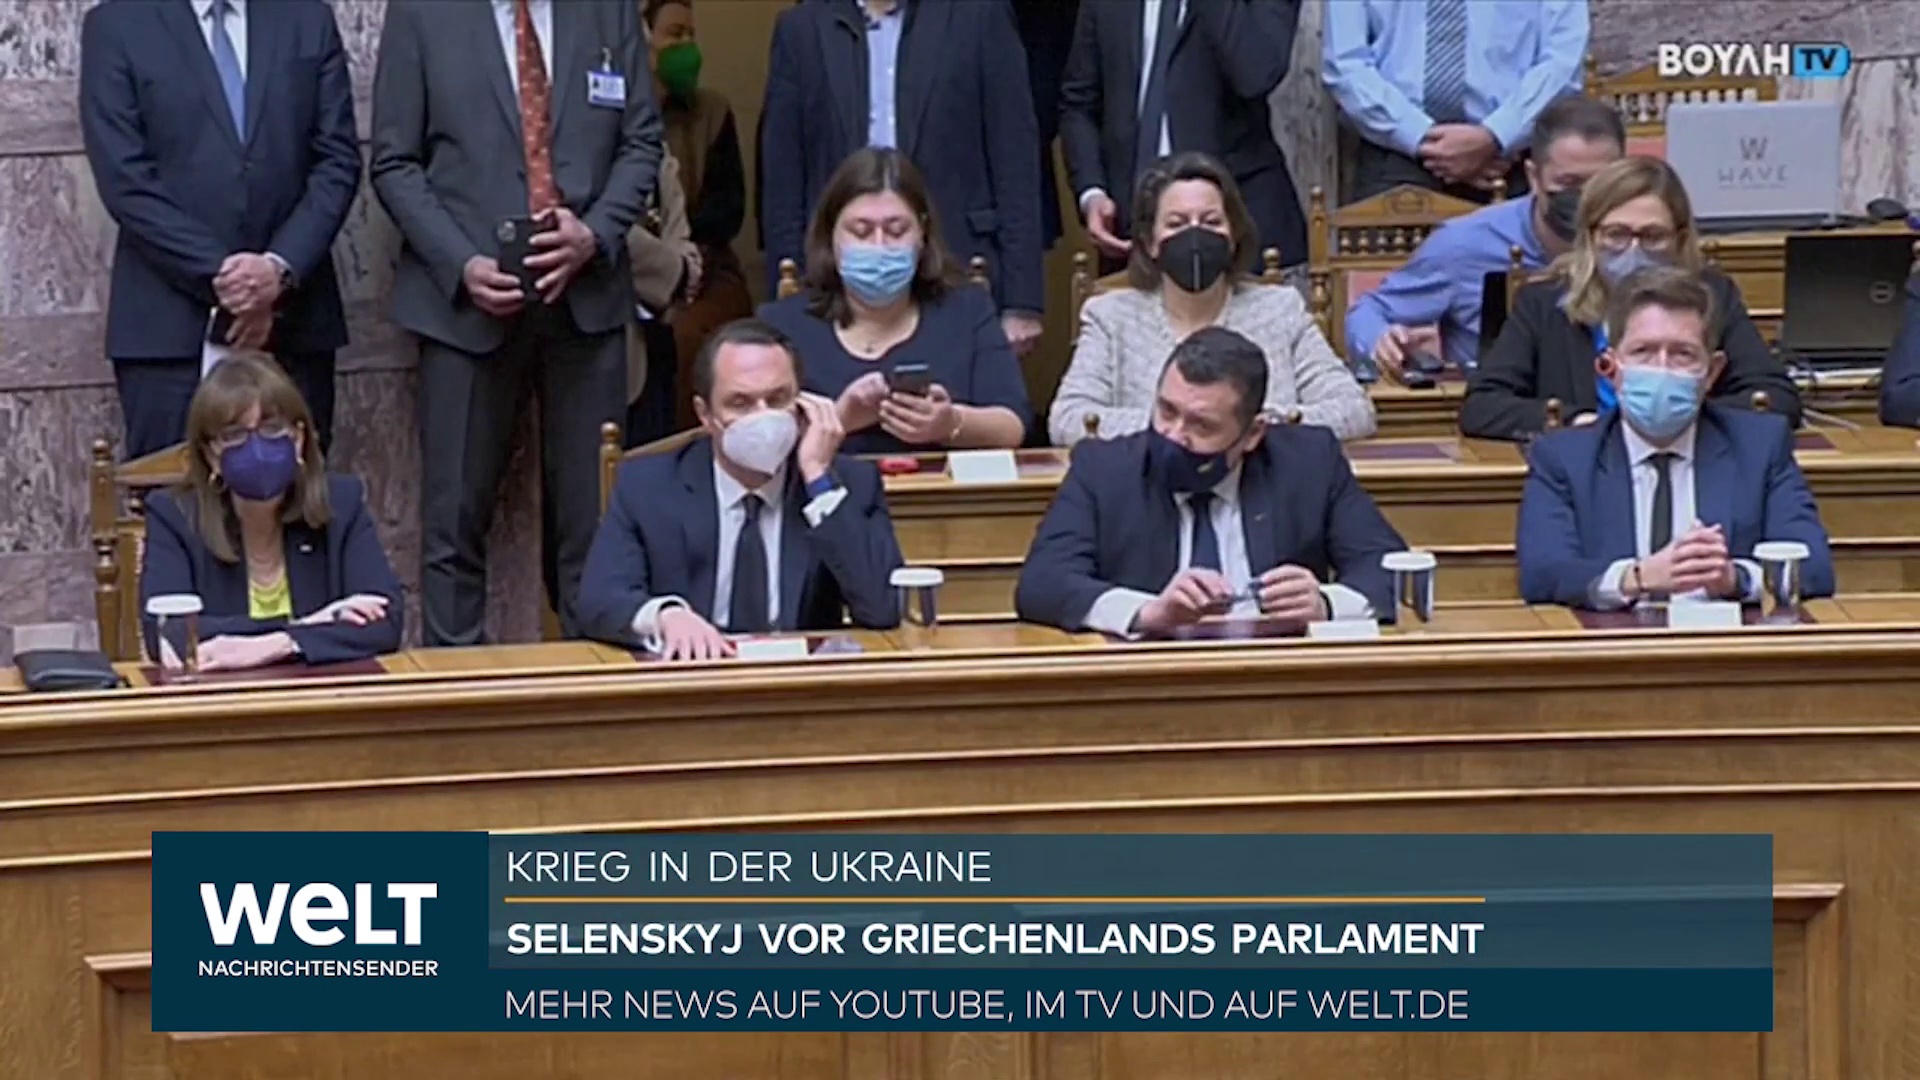 BOYAH TV
W
WAVE
KRIEG IN DER UKRAINE
SELENSKYJ VOR GRIECHENLANDS PARLAMENT
MEHR NEWS AUF YOUTUBE, IM TV UND AUF WELT.DE
WELT
NACHRICHTENSENDER